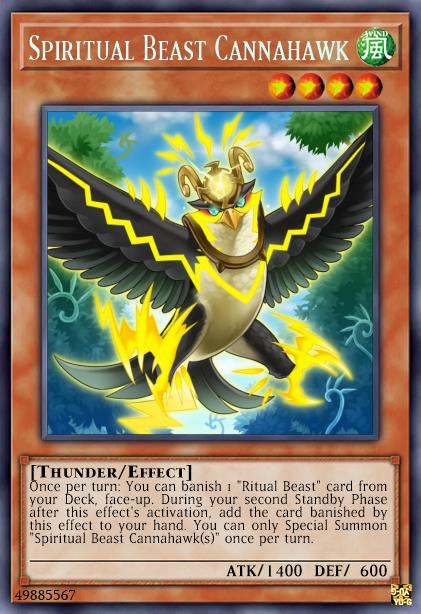 SPIRITUAL BEAST CANNAHAWK
WIND
風
[THUNDER/EFFECT]
Once per turn: You can banish 1 "Ritual Beast" card from
your Deck, face-up. During your second Standby Phase
after this effect's activation, add the card banished by
this effect to your hand. You can only Special Summon
"Spiritual Beast Cannahawk(s)" once per turn.
ATK/1400 DEF/ 600
49885567